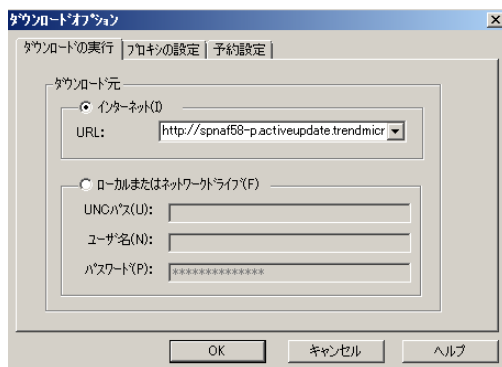 ダウンロードオプション
ダウンロードの実行 プロキシの設定 予約設定
ダウンロード元
インターネット(I)
URL: http://spnaf58-p.activeupdate.trendmicr
ローカルまたはネットワークドライブ(F)
UNCパス(U):
ユーザ名(N):
パスワード(P): **************
OK キャンセル ヘルプ